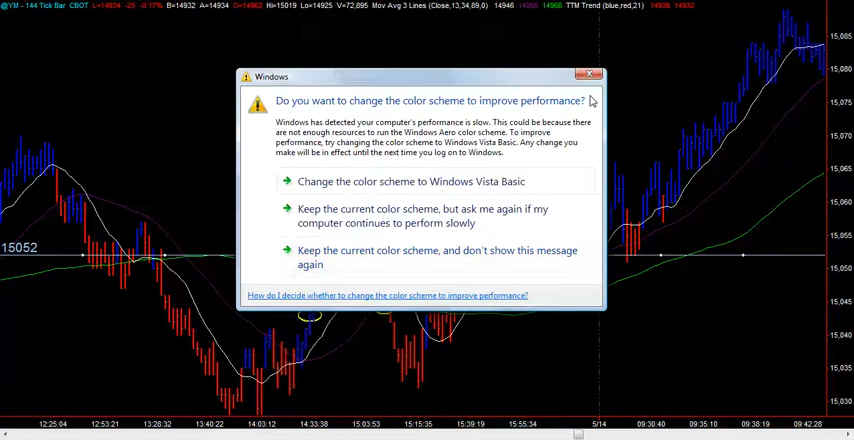 @YM - 144 Tick Bar CBOT L=14934 -25 -0.17% B=14932 A=14934 O=14962 Hi=15019 Lo=14925 V=72,895 Mov Avg 3 Lines (Close,13,34,89,0) 14946 14956 14968 TTM Trend (blue,red,21) 14936 14932
15,085
15,080
15,075
15,070
15,065
15,060
15,055
15,050
15,045
15,040
15,035
15,030
15052
Windows
Do you want to change the color scheme to improve performance?
Windows has detected your computer's performance is slow. This could be because there
are not enough resources to run the Windows Aero color scheme. To improve
performance, try changing the color scheme to Windows Vista Basic. Any change you
make will be in effect until the next time you log on to Windows.
Change the color scheme to Windows Vista Basic
Keep the current color scheme, but ask me again if my
computer continues to perform slowly
Keep the current color scheme, and don't show this message
again
How do I decide whether to change the color scheme to improve performance?
12:25:04 12:53:21 13:28:32 13:40:22 14:03:12 14:33:38 15:03:53 15:15:35 15:39:19 15:55:34 5/14 09:30:40 09:35:10 09:38:19 09:42:28